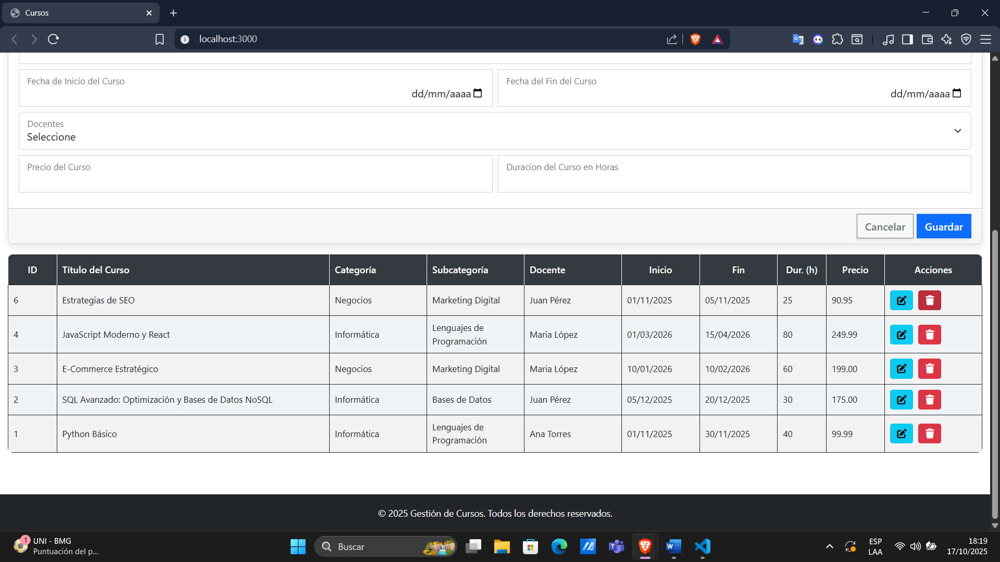 Cursos
localhost:3000
Fecha de Inicio del Curso
dd/mm/aaaa
Fecha del Fin del Curso
dd/mm/aaaa
Docentes
Seleccione
Precio del Curso
Duracion del Curso en Horas
Cancelar
Guardar
ID Título del Curso Categoría Subcategoría Docente Inicio Fin Dur. (h) Precio Acciones
6 Estrategias de SEO Negocios Marketing Digital Juan Pérez 01/11/2025 05/11/2025 25 90.95
4 JavaScript Moderno y React Informática Lenguajes de Programación Maria López 01/03/2026 15/04/2026 80 249.99
3 E-Commerce Estratégico Negocios Marketing Digital Maria López 10/01/2026 10/02/2026 60 199.00
2 SQL Avanzado: Optimización y Bases de Datos NoSQL Informática Bases de Datos Juan Pérez 05/12/2025 20/12/2025 30 175.00
1 Python Básico Informática Lenguajes de Programación Ana Torres 01/11/2025 30/11/2025 40 99.99
© 2025 Gestión de Cursos. Todos los derechos reservados.
1
UNI - BMG
Puntuación del p...
Buscar
ESP
LAA
18:19
17/10/2025